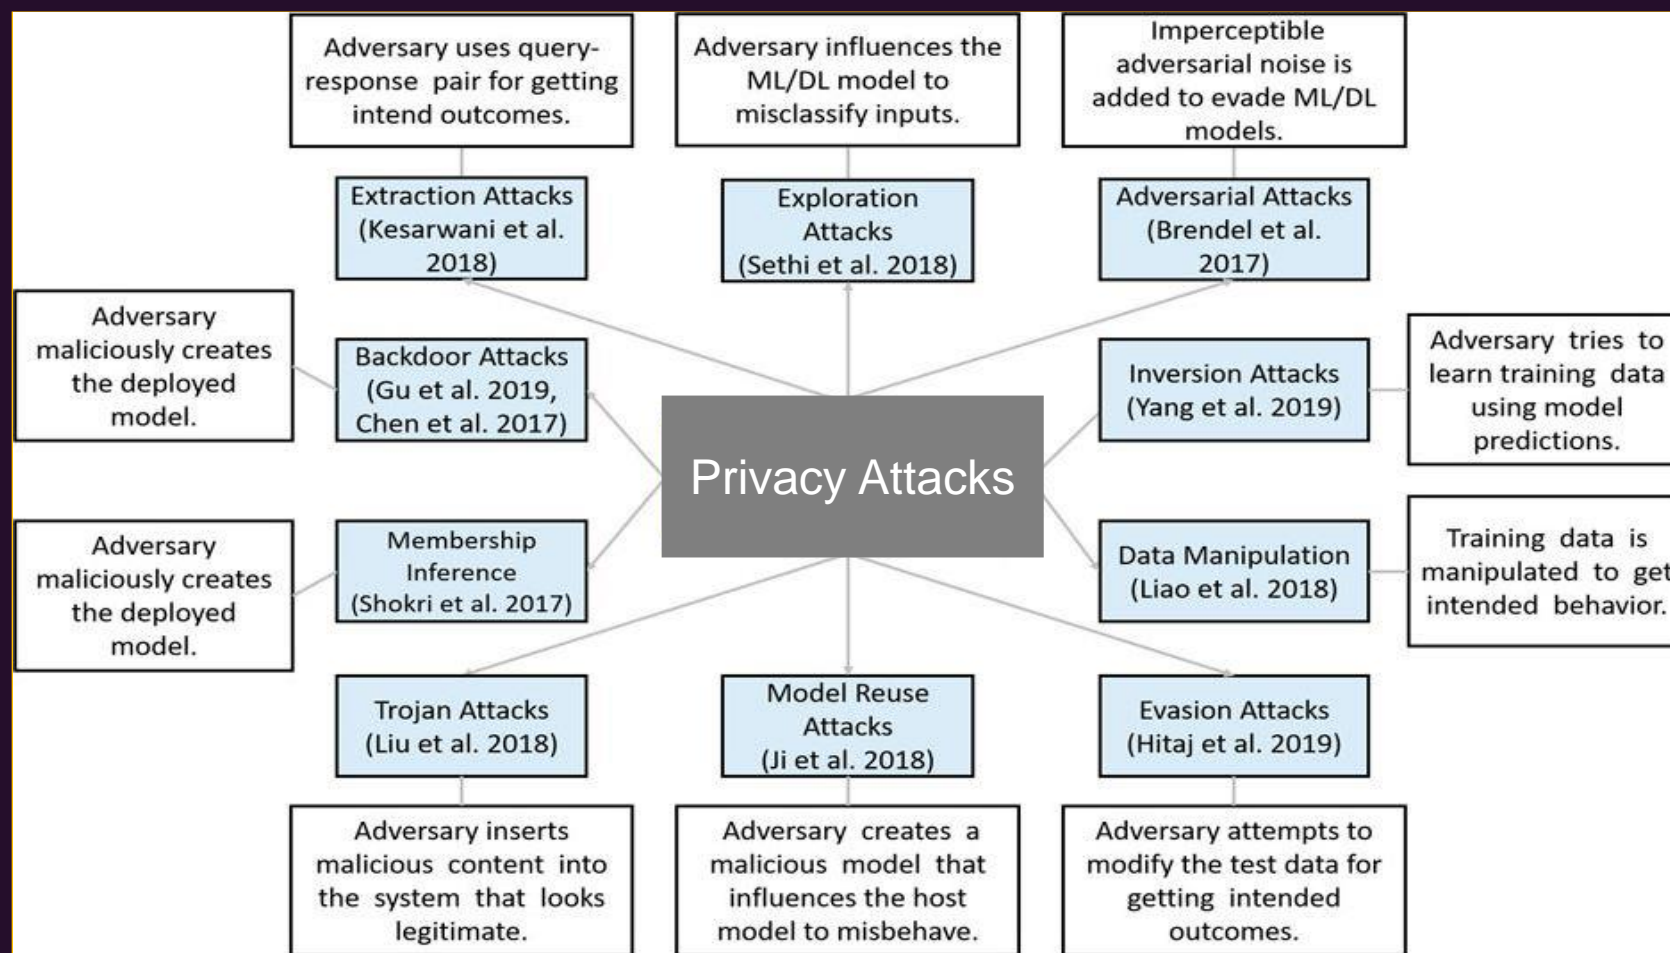 Adversary uses query-
response pair for getting
intend outcomes.
Adversary influences the
ML/DL model to
misclassify inputs.
Imperceptible
adversarial noise is
added to evade ML/DL
models.
Extraction Attacks
(Kesarwani et al.
2018)
Exploration
Attacks
(Sethi et al. 2018)
Adversarial Attacks
(Brendel et al.
2017)
Adversary
maliciously creates
the deployed
model.
Backdoor Attacks
(Gu et al. 2019,
Chen et al. 2017)
Inversion Attacks
(Yang et al. 2019)
Adversary tries to
learn training data
using model
predictions.
Privacy Attacks
Adversary
maliciously creates
the deployed
model.
Membership
Inference
(Shokri et al. 2017)
Data Manipulation
(Liao et al. 2018)
Training data is
manipulated to get
intended behavior.
Trojan Attacks
(Liu et al. 2018)
Model Reuse
Attacks
(Ji et al. 2018)
Evasion Attacks
(Hitaj et al. 2019)
Adversary inserts
malicious content into
the system that looks
legitimate.
Adversary creates a
malicious model that
influences the host
model to misbehave.
Adversary attempts to
modify the test data for
getting intended
outcomes.